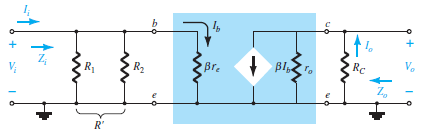 I_i
b
c
I_b
+
Z_i
V_i
−
R_1
R_2
βr_e
βI_b
r_o
I_o
R_C
+
V_o
Z_o
−
e
e
R'